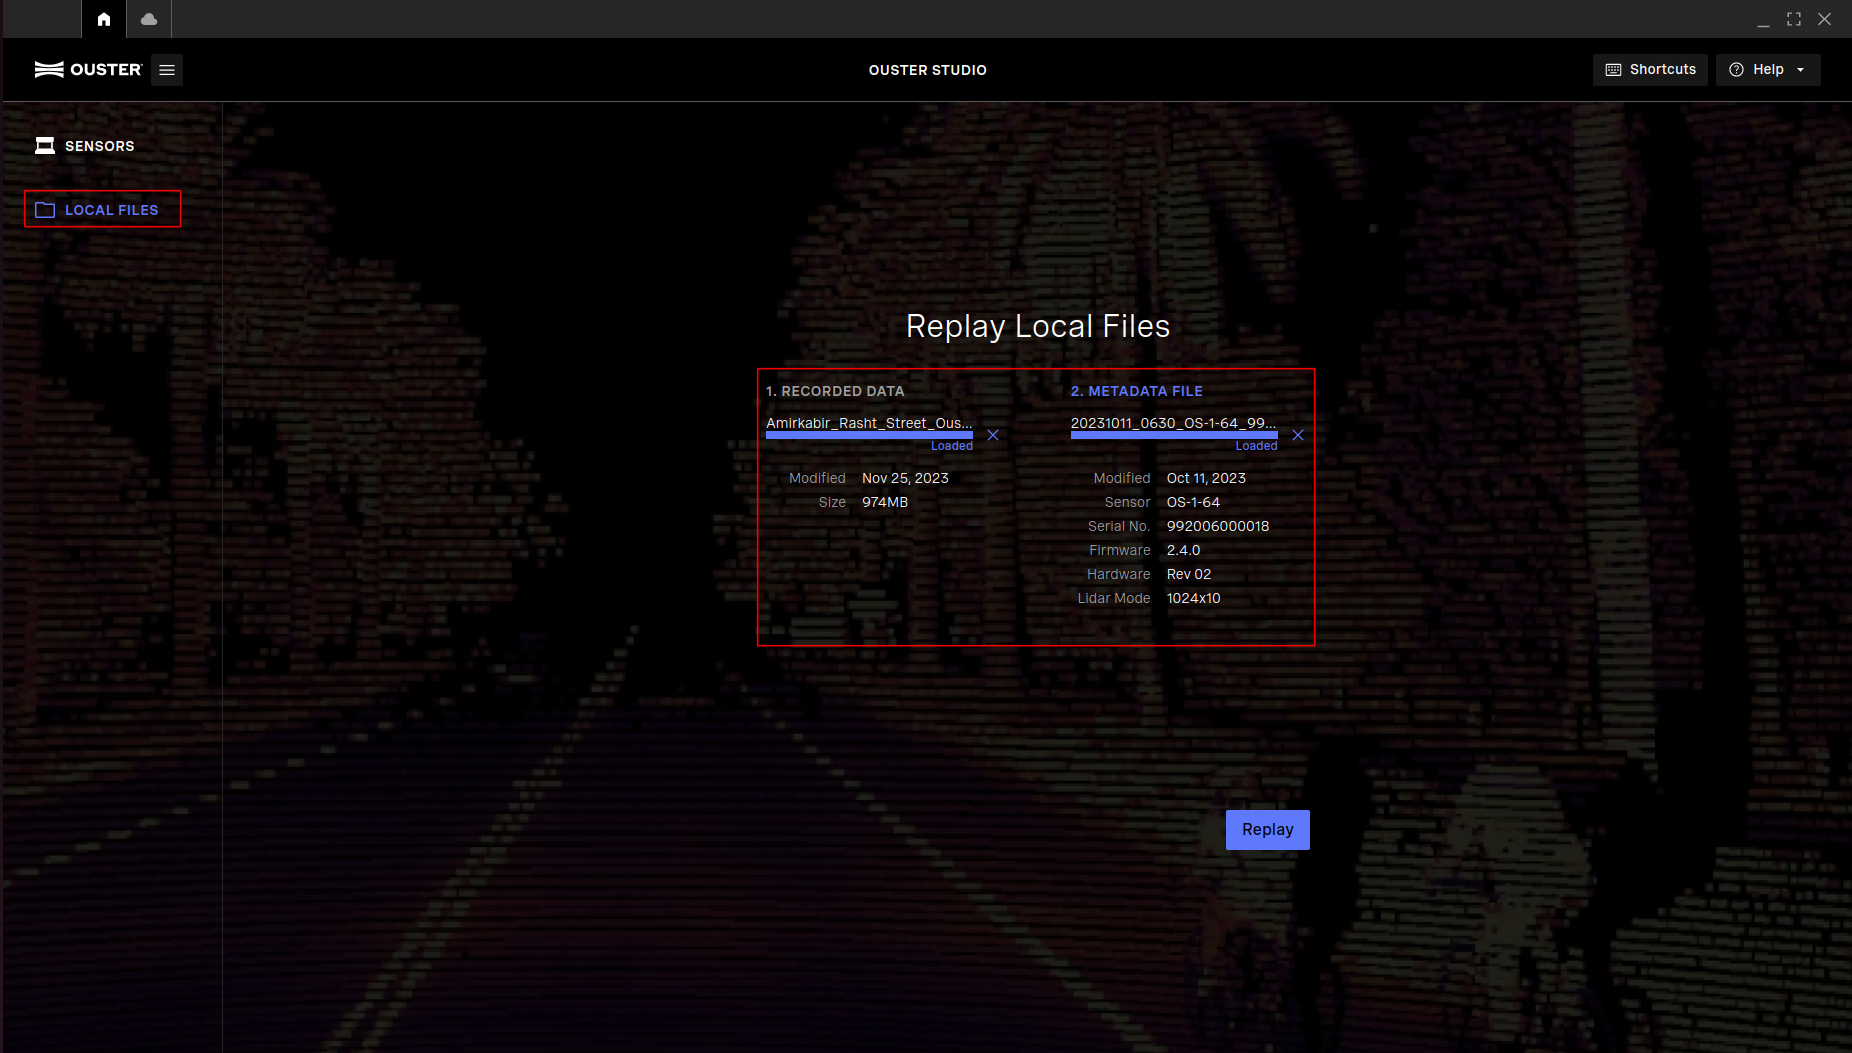 OUSTER
OUSTER STUDIO
Shortcuts
Help
SENSORS
LOCAL FILES
Replay Local Files
1. RECORDED DATA
Amirkabir_Rasht_Street_Ous...
Loaded
Modified Nov 25, 2023
Size 974MB
2. METADATA FILE
20231011_0630_OS-1-64_99...
Loaded
Modified Oct 11, 2023
Sensor OS-1-64
Serial No. 992006000018
Firmware 2.4.0
Hardware Rev 02
Lidar Mode 1024x10
Replay